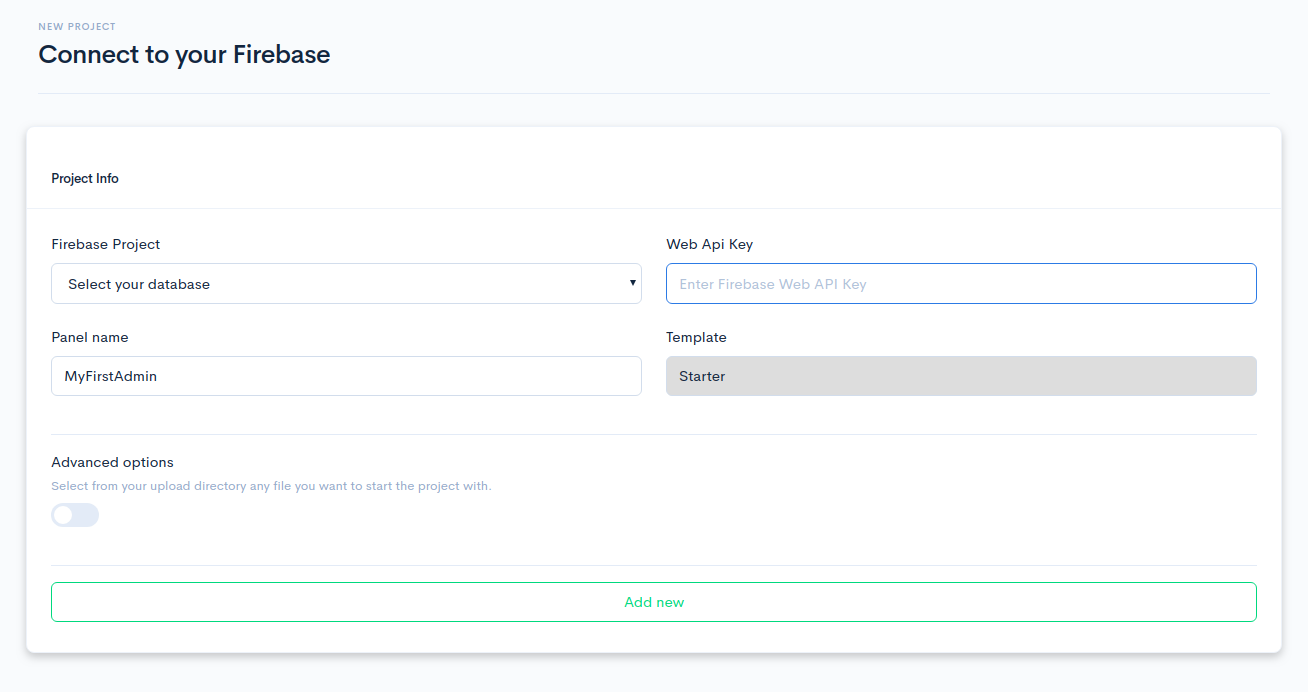 NEW PROJECT
Connect to your Firebase
Project Info
Firebase Project
Web Api Key
Select your database
Enter Firebase Web API Key
Panel name
Template
MyFirstAdmin
Starter
Advanced options
Select from your upload directory any file you want to start the project with.
Add new